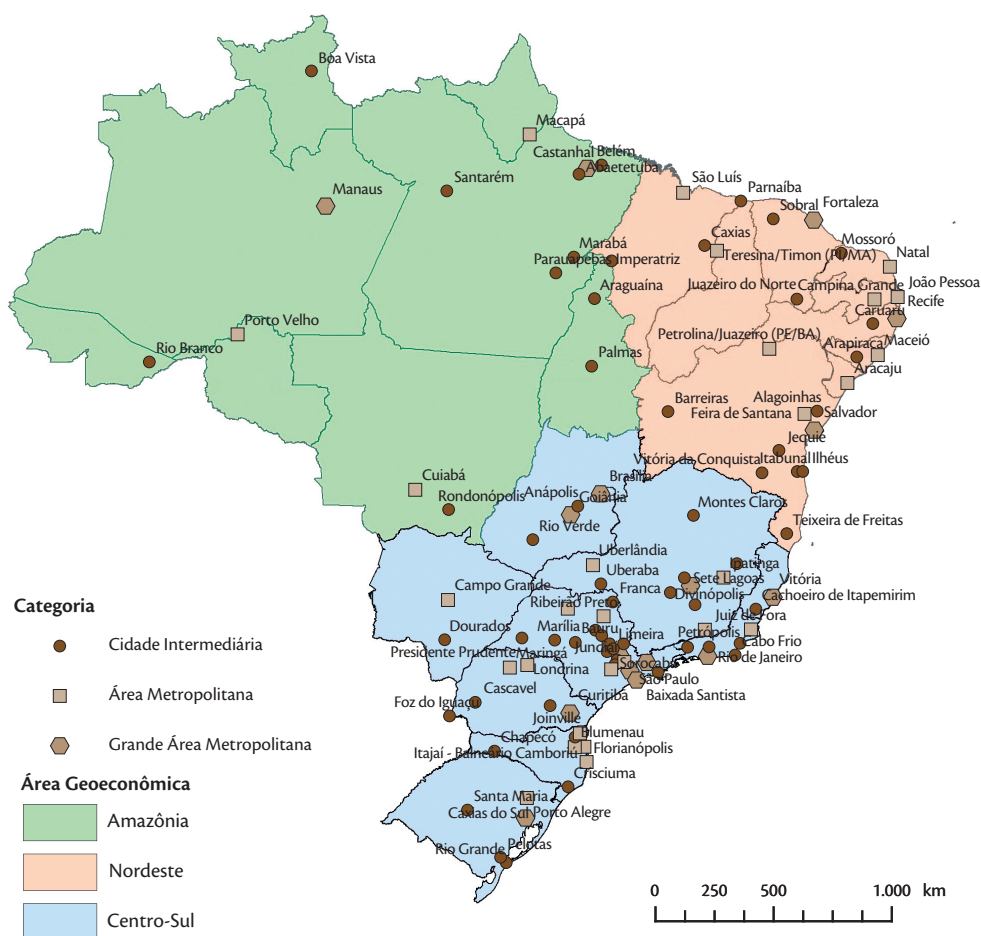 Boa Vista
Macapá
Castanhal Belém
Abaetetuba
Santarém
Manaus
São Luís
Parnaíba
Sobral Fortaleza
Caxias
Mossoró
Teresina/Timon (PI/MA)
Natal
Marabá
Parauapebas Imperatriz
Araguaína
Juazeiro do Norte Campina Grande
João Pessoa
Recife
Caruaru
Porto Velho
Rio Branco
Palmas
Petrolina/Juazeiro (PE/BA)
Arapiraca Maceió
Aracaju
Barreiras
Alagoinhas
Feira de Santana
Salvador
Jequié
Vitória da Conquista Itabuna Ilhéus
Cuiabá
Rondonópolis
Anápolis
Brasília
Goiânia
Montes Claros
Rio Verde
Teixeira de Freitas
Uberlândia
Ipatinga
Uberaba
Sete Lagoas
Vitória
Campo Grande
Franca
Divinópolis
Cachoeiro de Itapemirim
Ribeirão Preto
Juiz de Fora
Dourados
Marília Bauru
Limeira
Petrópolis
Cabo Frio
Presidente Prudente Maringá
Jundiaí
Rio de Janeiro
Londrina
Sorocaba
São Paulo
Cascavel
Baixada Santista
Foz do Iguaçu
Curitiba
Joinville
Chapecó
Blumenau
Itajaí - Balneário Camboriú
Florianópolis
Crisciuma
Santa Maria
Caxias do Sul Porto Alegre
Rio Grande Pelotas
Categoria
Cidade Intermediária
Área Metropolitana
Grande Área Metropolitana
Área Geoeconômica
Amazônia
Nordeste
Centro-Sul
0 250 500 1.000 km